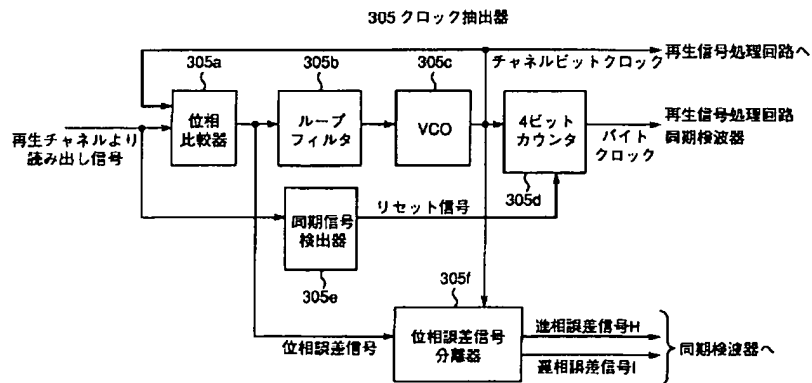 305 クロック抽出器
305a
305b
305c
チャネルビットクロック
再生信号処理回路へ
位相
比較器
ループ
フィルタ
VCO
4ビット
カウンタ
再生信号処理回路
同期検波器
バイト
クロック
再生チャネルより
読み出し信号
305d
同期信号
検出器
リセット信号
305e
305f
位相誤差信号
位相誤差信号
分離器
進相誤差信号H
遅相誤差信号I
同期検波器へ